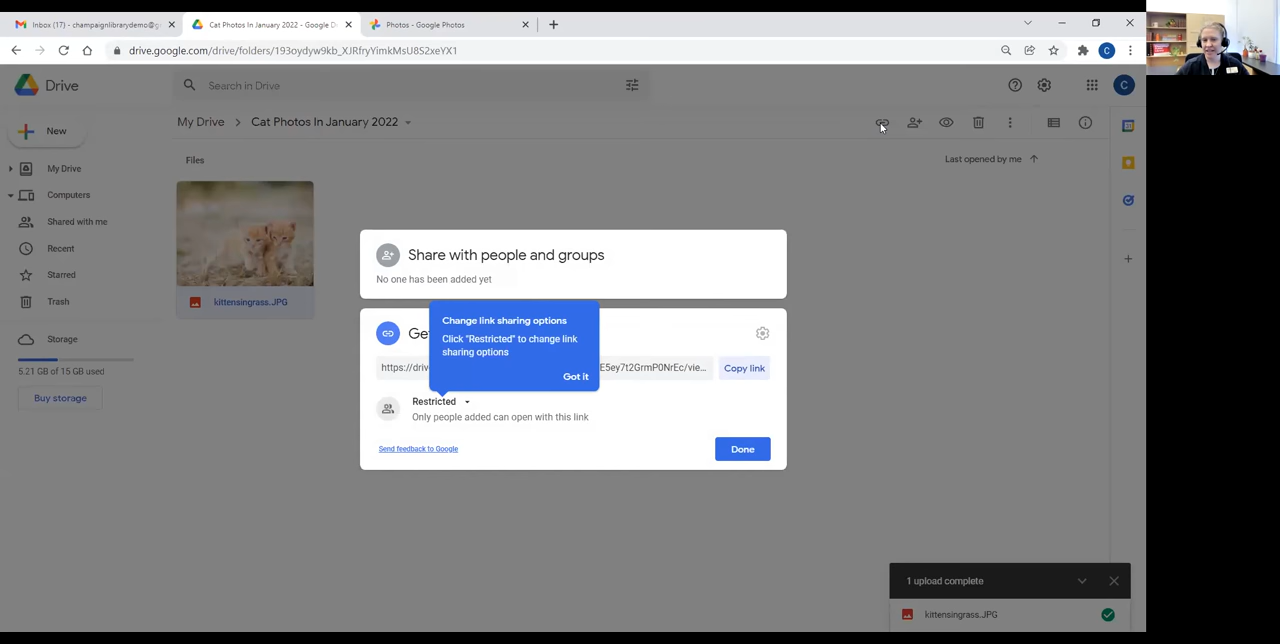 Inbox (17) - champaignlibrarydemo@g
Cat Photos In January 2022 - Google D
Photos - Google Photos
drive.google.com/drive/folders/193oydyw9kb_XJRfryYimkMsU8S2xeYX1
C
Drive
Search in Drive
C
New
My Drive
Cat Photos In January 2022
Files
Last opened by me
My Drive
Computers
Shared with me
Recent
Starred
Trash
Storage
5.21 GB of 15 GB used
Buy storage
kittensingrass.JPG
Share with people and groups
No one has been added yet
Change link sharing options
Click "Restricted" to change link
sharing options
Got it
Ge
https://drive
E5ey7t2GrmP0NrEc/vie...
Copy link
Restricted
Only people added can open with this link
Send feedback to Google
Done
1 upload complete
kittensingrass.JPG